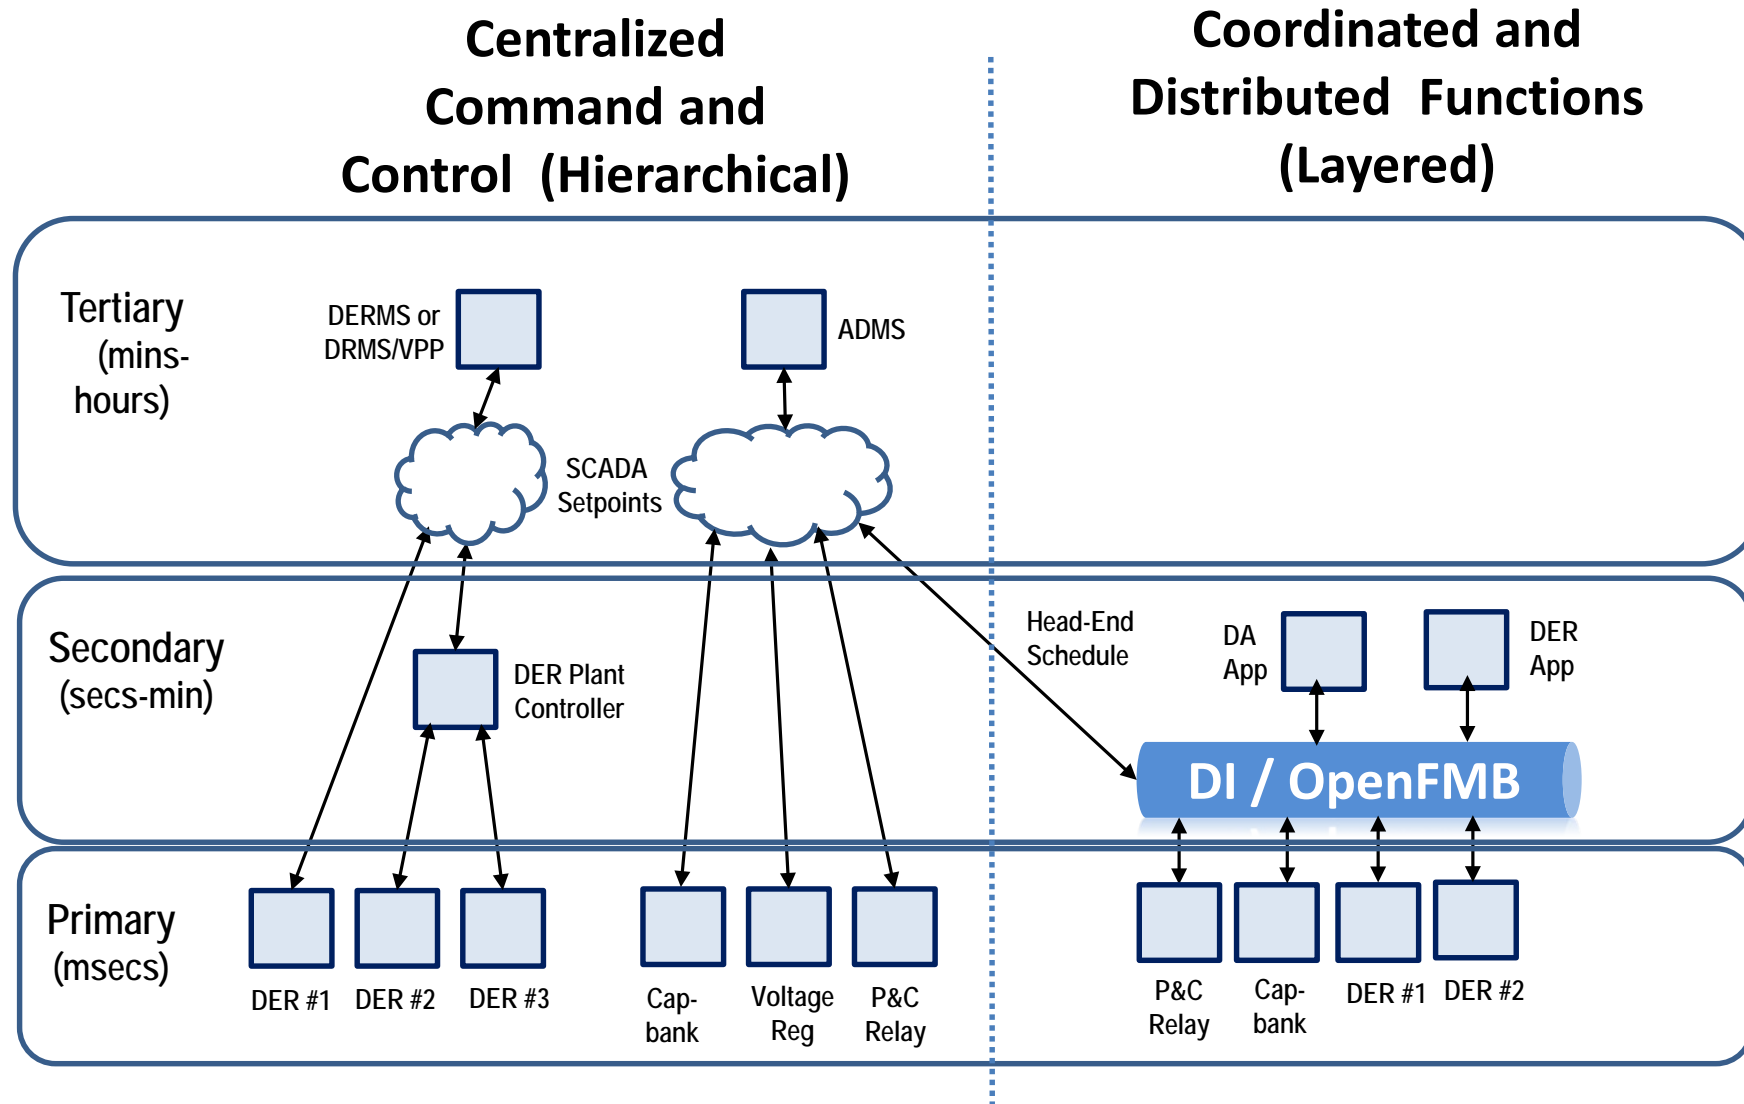 Centralized
Command and
Control (Hierarchical)
Coordinated and
Distributed Functions
(Layered)
Tertiary
(mins-
hours)
DERMS or
DRMS/VPP
ADMS
SCADA
Setpoints
Secondary
(secs-min)
DER Plant
Controller
Head-End
Schedule
DA
App
DER
App
DI / OpenFMB
Primary
(msecs)
DER #1
DER #2
DER #3
Cap-
bank
Voltage
Reg
P&C
Relay
P&C
Relay
Cap-
bank
DER #1
DER #2